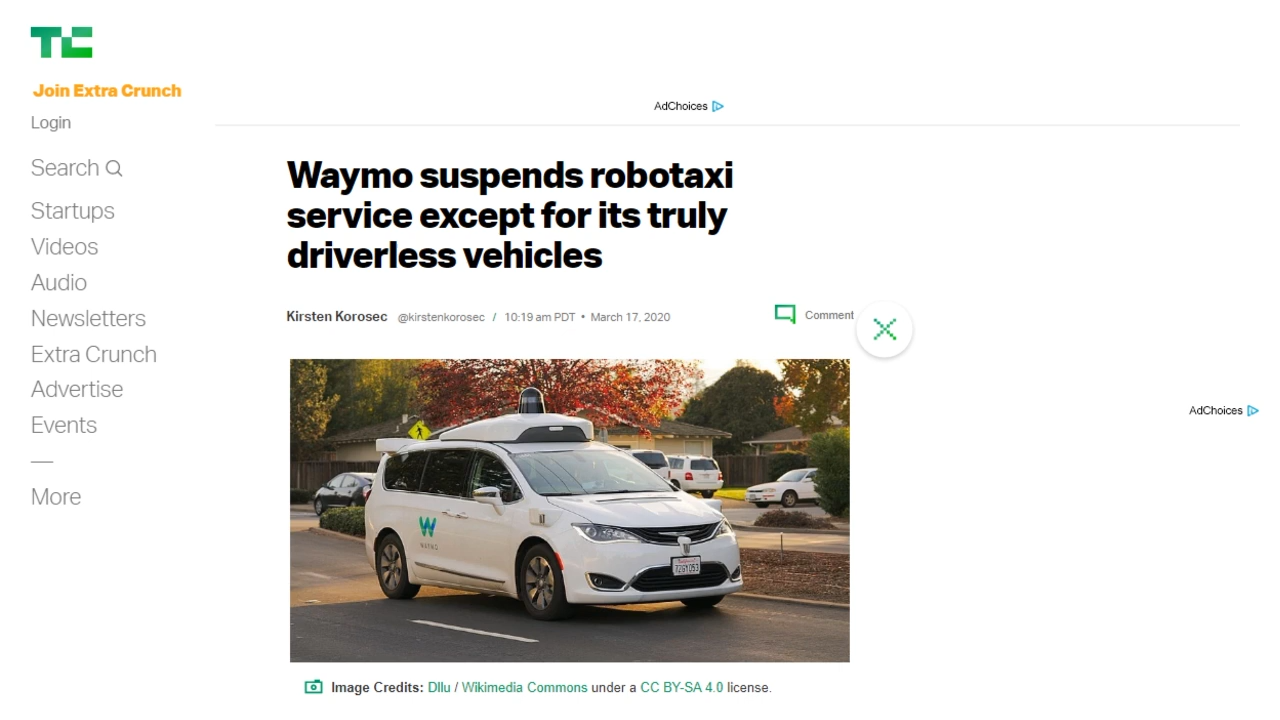 TC
Join Extra Crunch
Login
Search
Startups
Videos
Audio
Newsletters
Extra Crunch
Advertise
Events
—
More
AdChoices
Waymo suspends robotaxi
service except for its truly
driverless vehicles
Kirsten Korosec @kirstenkorosec / 10:19 am PDT • March 17, 2020
Comment
WAYMO
AdChoices
Image Credits: Dllu / Wikimedia Commons under a CC BY-SA 4.0 license.